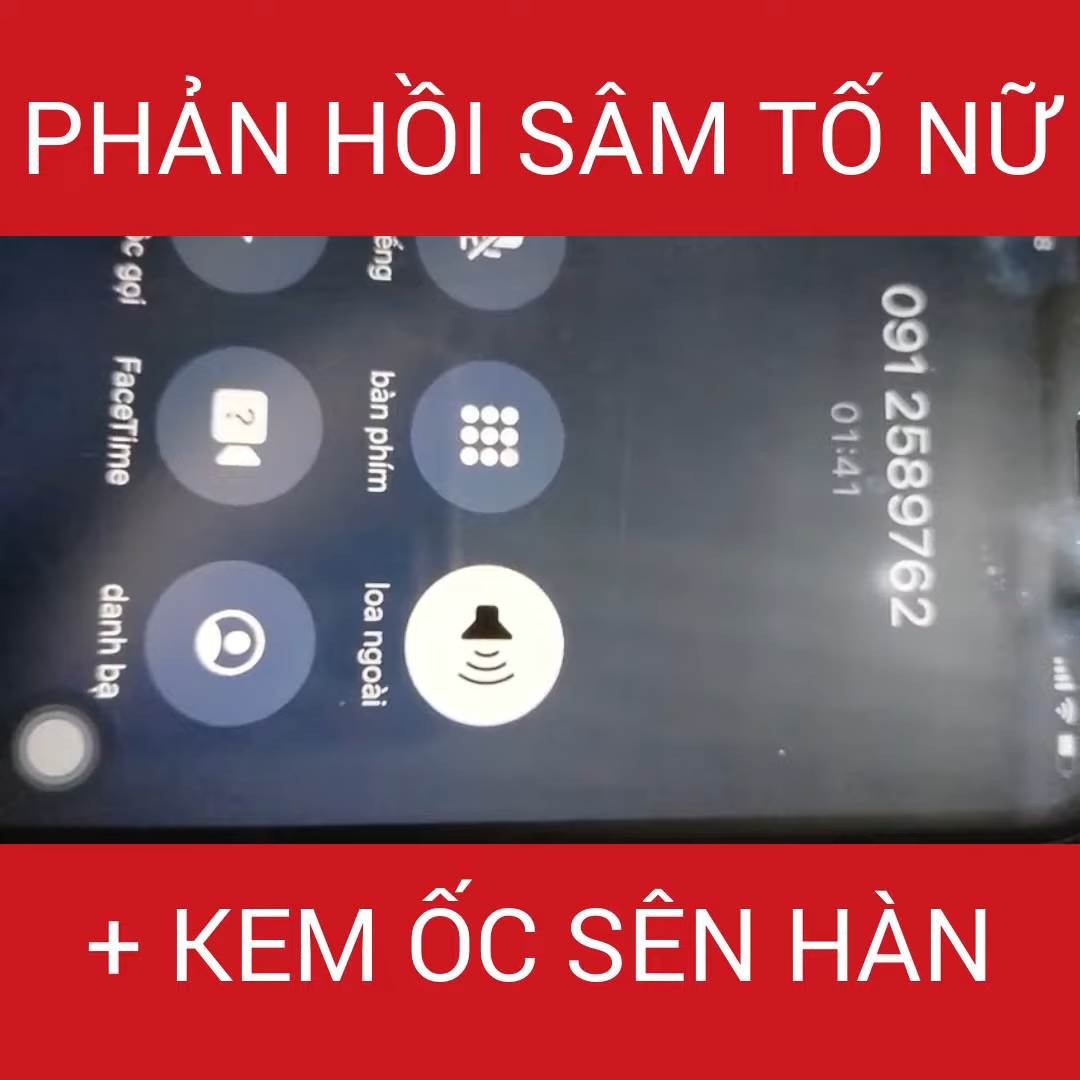 PHẢN HỒI SÂM TỐ NỮ
091 2589762
01:41
bàn phím
loa ngoài
FaceTime
danh bạ
+ KEM ỐC SÊN HÀN